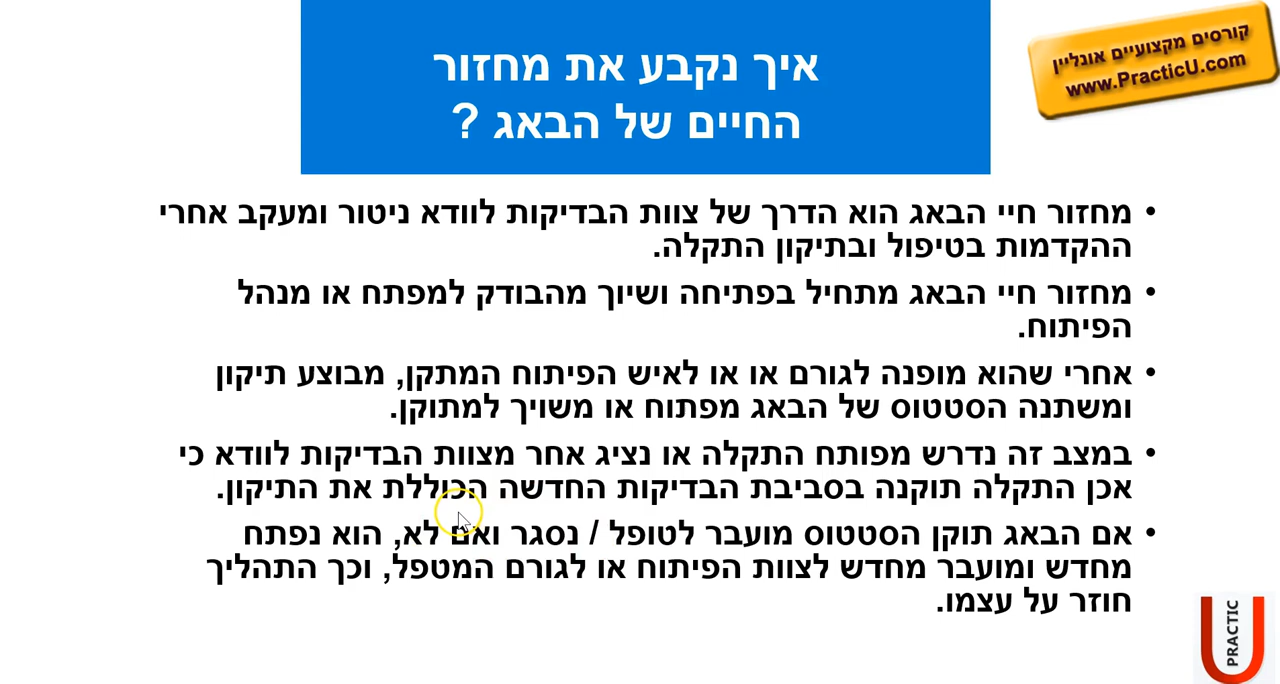 קורסים מקצועיים אונליין
www.PracticU.com
איך נקבע את מחזור
החיים של הבאג ?
• מחזור חיי הבאג הוא הדרך של צוות הבדיקות לוודא ניטור ומעקב אחרי
ההקדמות בטיפול ובתיקון התקלה.
• מחזור חיי הבאג מתחיל בפתיחה ושיוך מהבודק למפתח או מנהל
הפיתוח.
• אחרי שהוא מופנה לגורם או או לאיש הפיתוח המתקן, מבוצע תיקון
ומשתנה הסטטוס של הבאג מפתוח או משויך למתוקן.
• במצב זה נדרש מפותח התקלה או נציג אחר מצוות הבדיקות לוודא כי
אכן התקלה תוקנה בסביבת הבדיקות החדשה הכוללת את התיקון.
• אם הבאג תוקן הסטטוס מועבר לטופל / נסגר ואם לא, הוא נפתח
מחדש ומועבר מחדש לצוות הפיתוח או לגורם המטפל, וכך התהליך
חוזר על עצמו.
PRACTIC
U